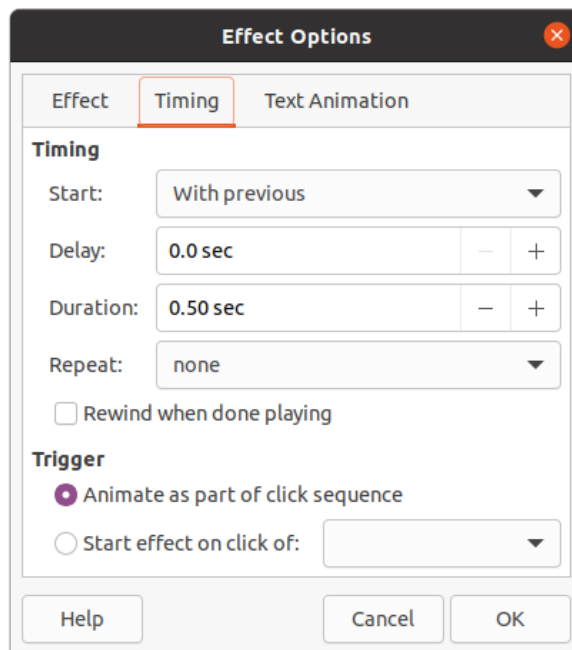 Effect Options
Effect Timing Text Animation
Timing
Start: With previous
Delay: 0.0 sec
Duration: 0.50 sec
Repeat: none
Rewind when done playing
Trigger
Animate as part of click sequence
Start effect on click of:
Help Cancel OK